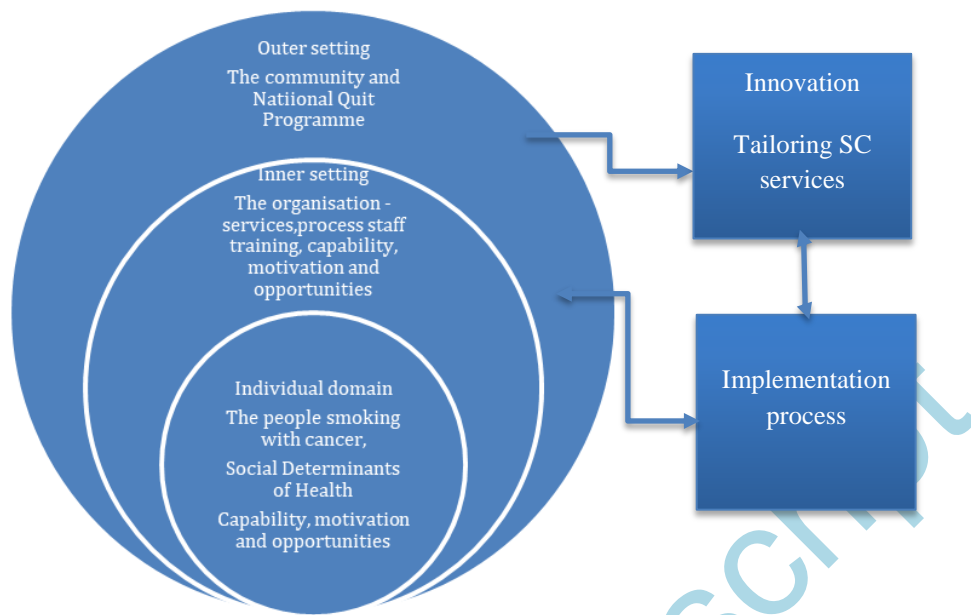 Outer setting
The community and
Natiional Quit
Programme
Inner setting
The organisation -
services,process staff
training, capability,
motivation and
opportunities
Individual domain
The people smoking
with cancer,
Social Determinants
of Health
Capability, motivation
and opportunities
Innovation
Tailoring SC
services
Implementation
process
script